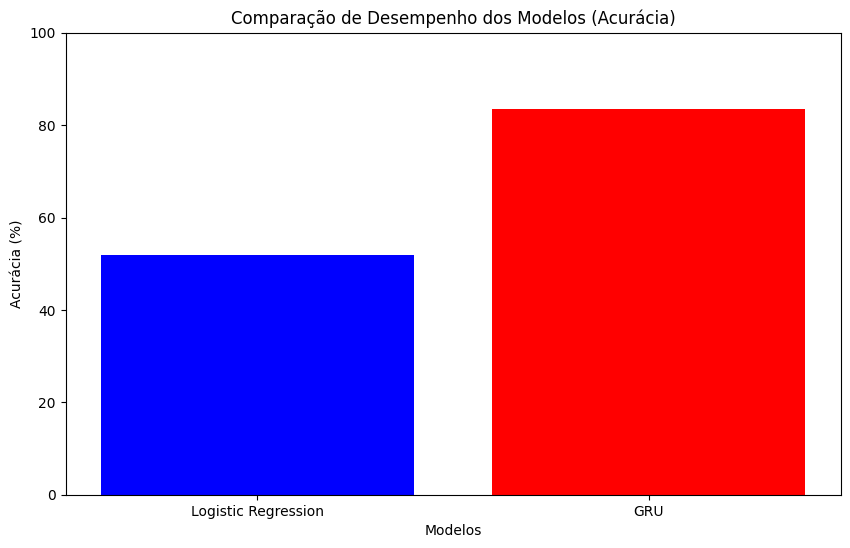 Comparação de Desempenho dos Modelos (Acurácia)
100
80
60
40
20
0
Acurácia (%)
Logistic Regression
GRU
Modelos